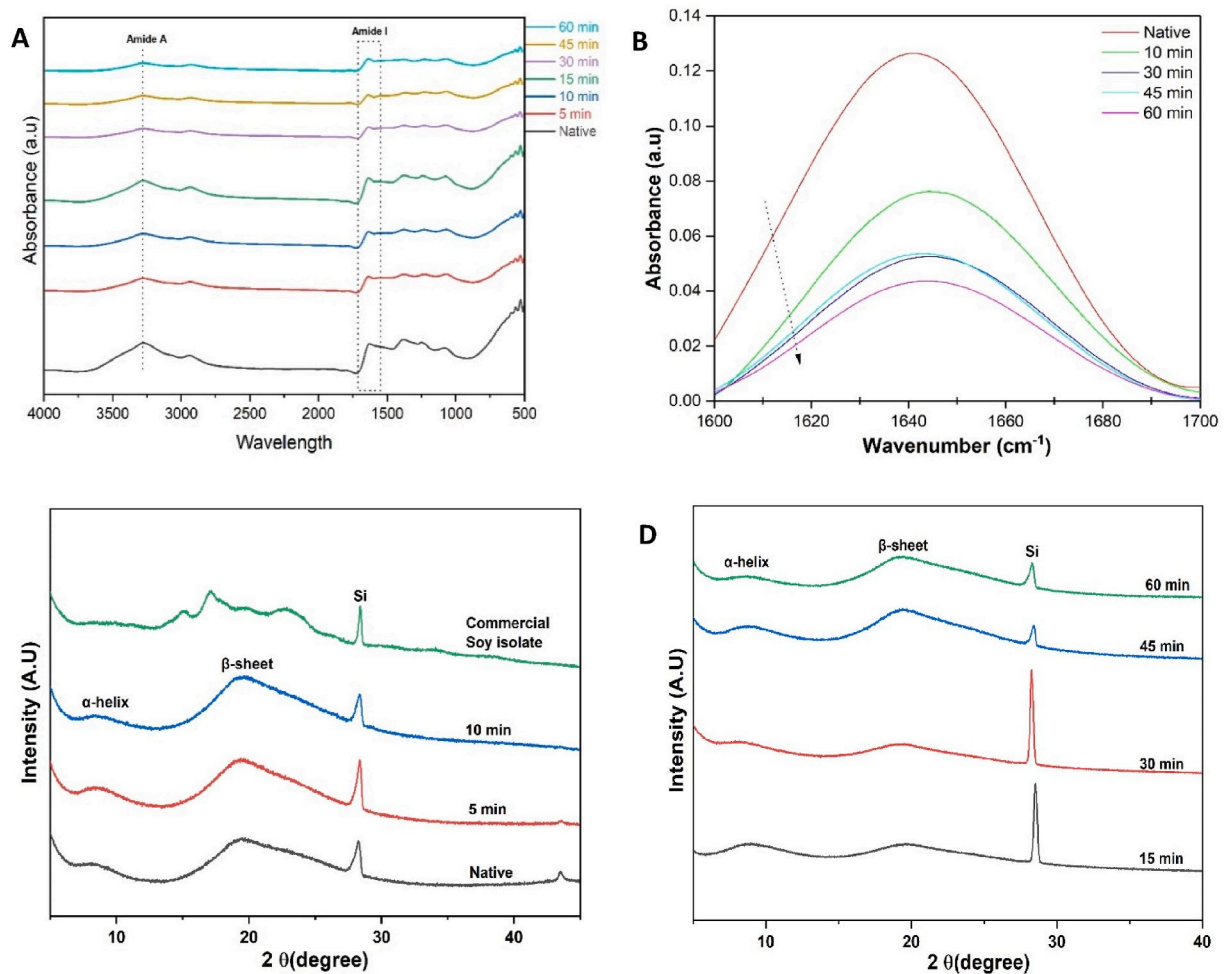 A
Amide A
Amide I
60 min
45 min
30 min
15 min
10 min
5 min
Native
Absorbance (a.u)
4000 3500 3000 2500 2000 1500 1000 500
Wavelength
B
Native
10 min
30 min
45 min
60 min
0.14
0.12
0.10
0.08
0.06
0.04
0.02
0.00
Absorbance (a.u)
1600 1620 1640 1660 1680 1700
Wavenumber (cm⁻¹)
Si
Commercial
Soy isolate
β-sheet
α-helix
10 min
5 min
Native
Intensity (A.U)
10 20 30 40
2 θ(degree)
D
Si
β-sheet
α-helix
60 min
45 min
30 min
15 min
Intensity (A.U)
10 20 30 40
2 θ(degree)